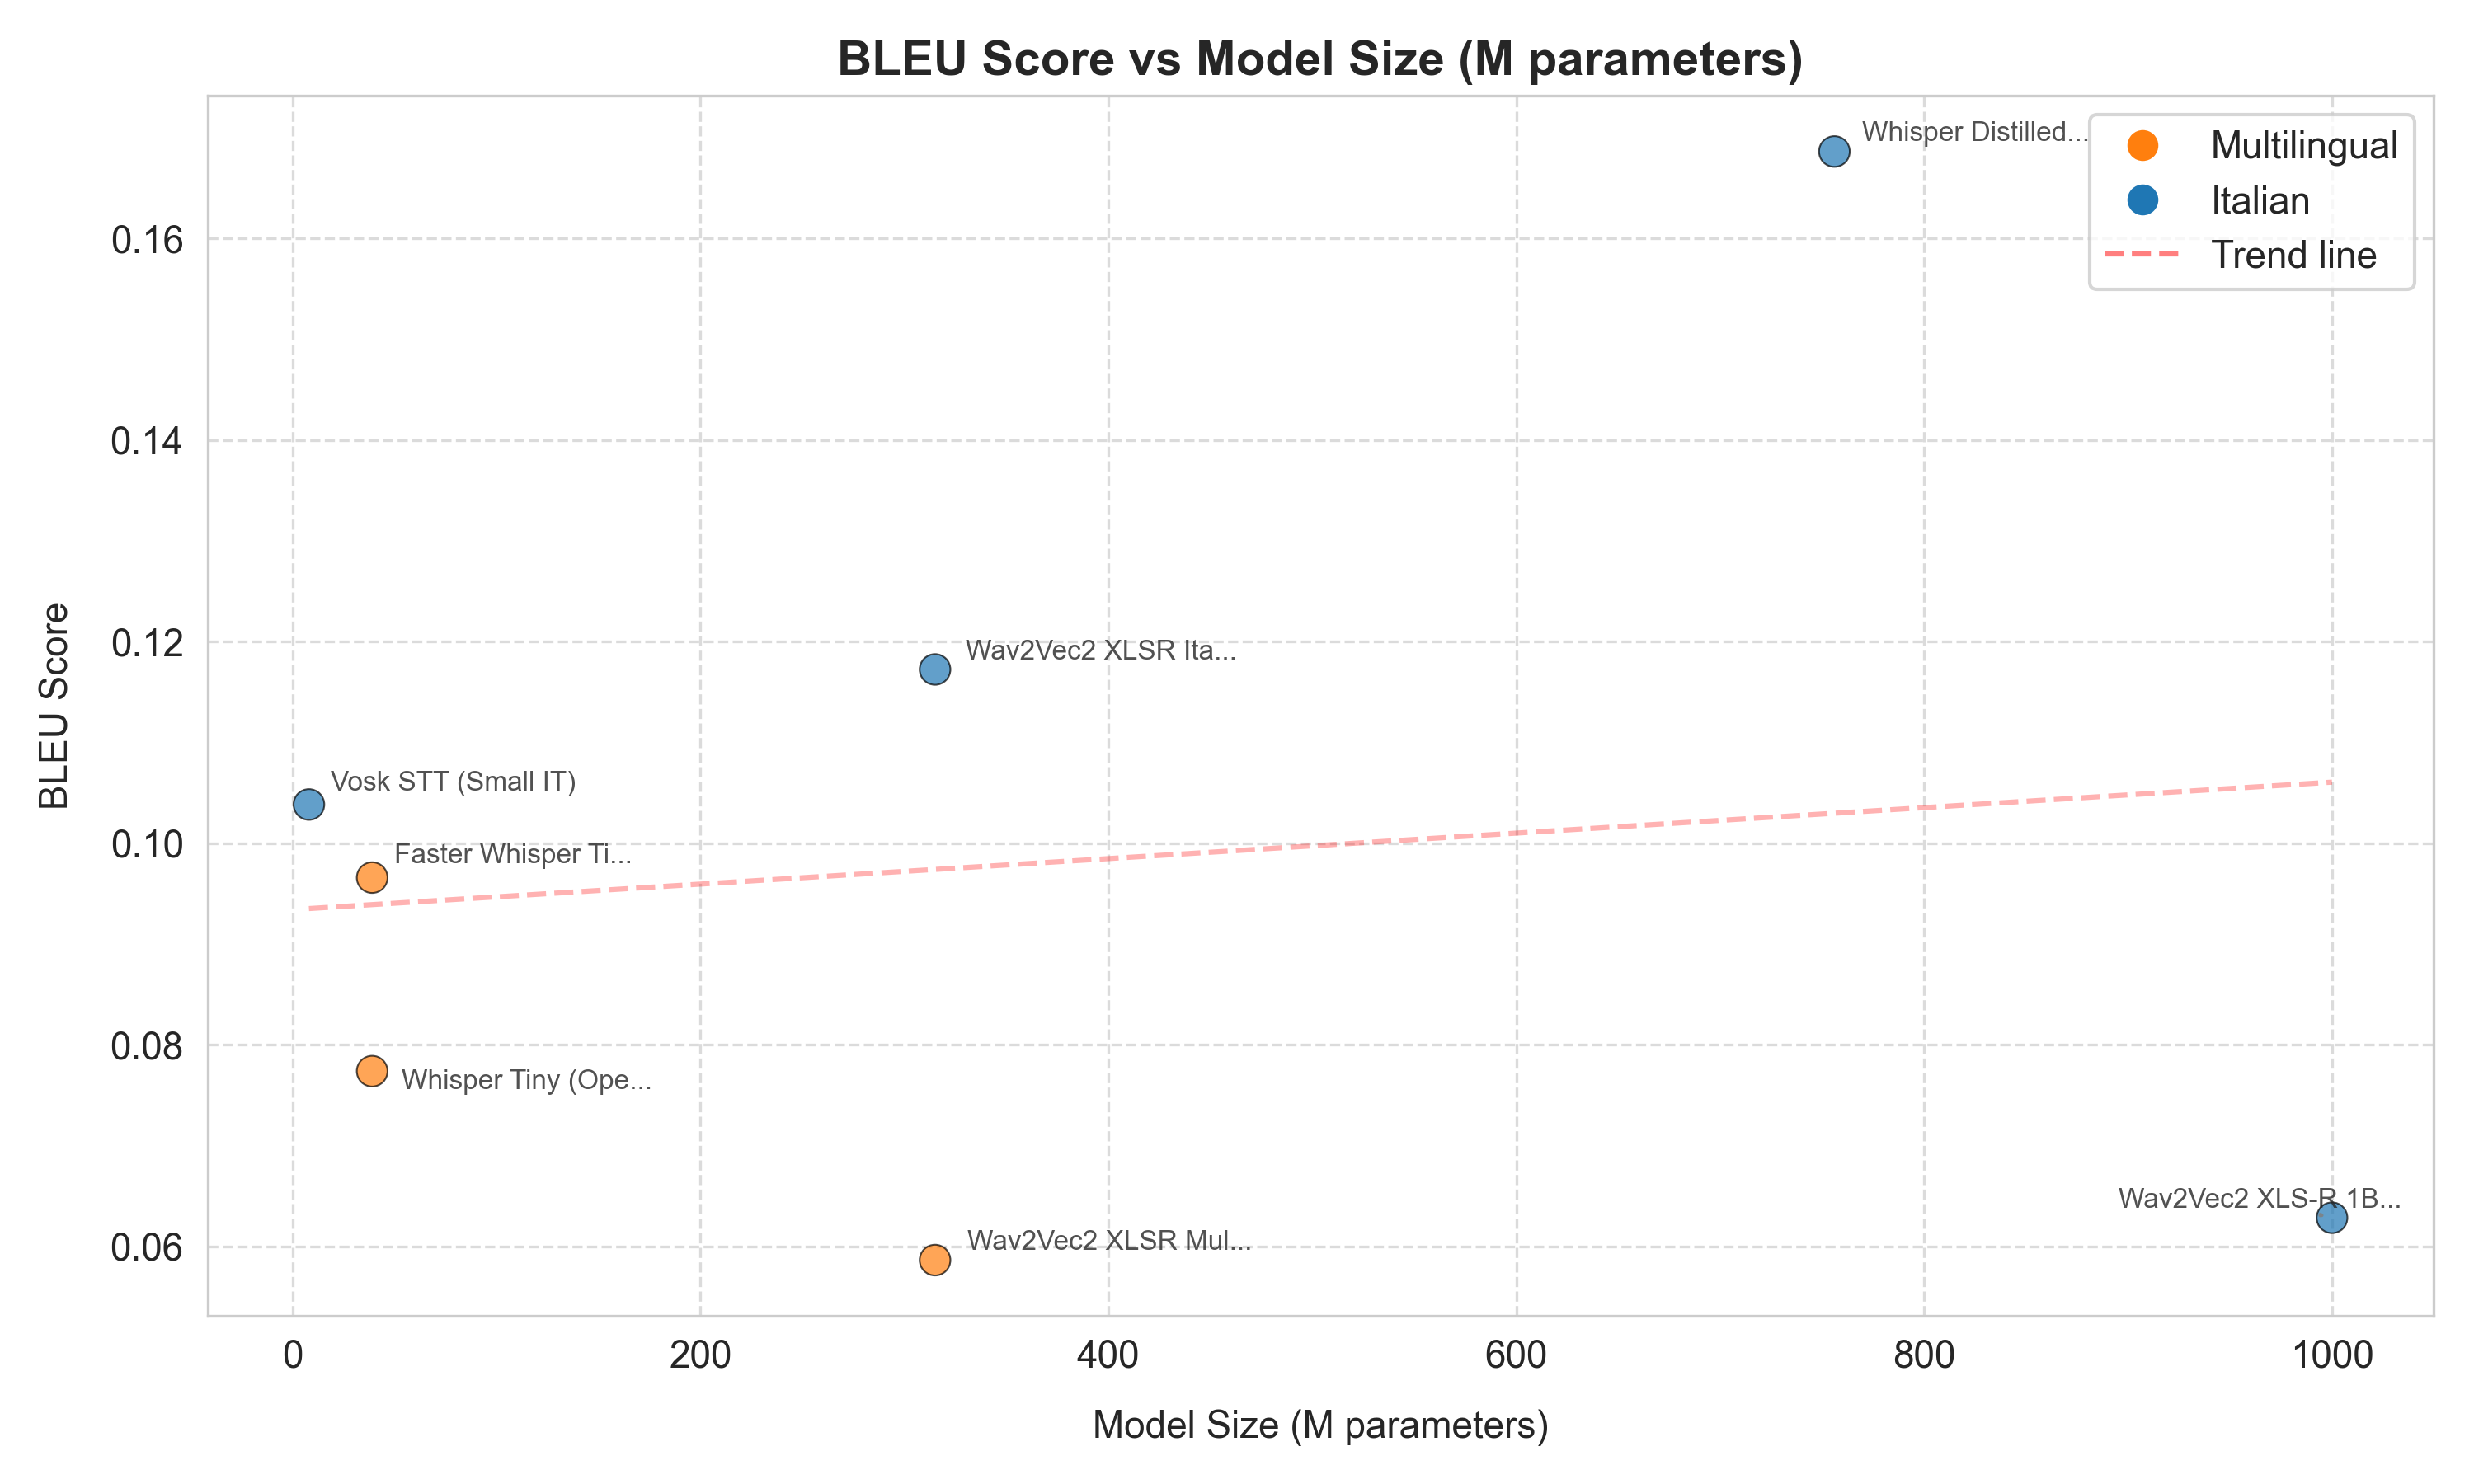 BLEU Score vs Model Size (M parameters)
Whisper Distilled...
Multilingual
Italian
Trend line
0.16
0.14
0.12
0.10
0.08
0.06
BLEU Score
Wav2Vec2 XLSR Ita...
Vosk STT (Small IT)
Faster Whisper Ti...
Whisper Tiny (Ope...
Wav2Vec2 XLS-R 1B...
Wav2Vec2 XLSR Mul...
0 200 400 600 800 1000
Model Size (M parameters)